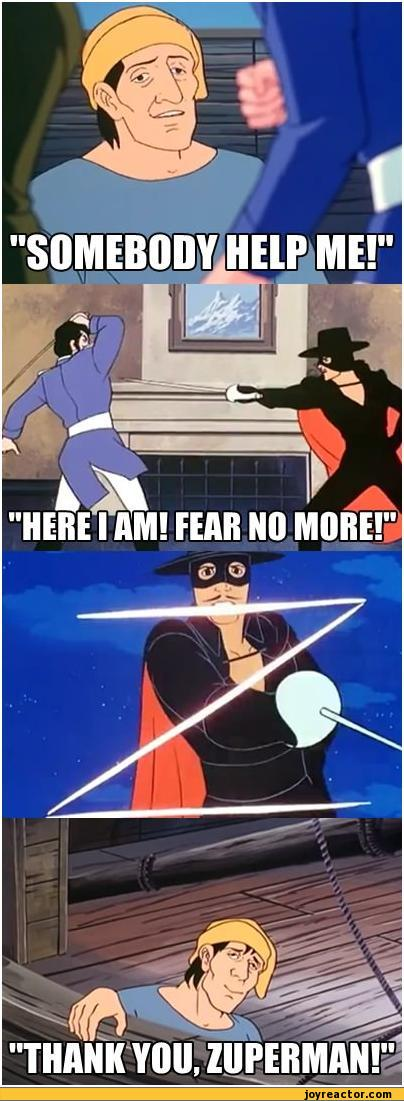 "SOMEBODY HELP ME!"
"HERE I AM! FEAR NO MORE!"
Z
"THANK YOU, ZUPERMAN!"
joyreactor.com